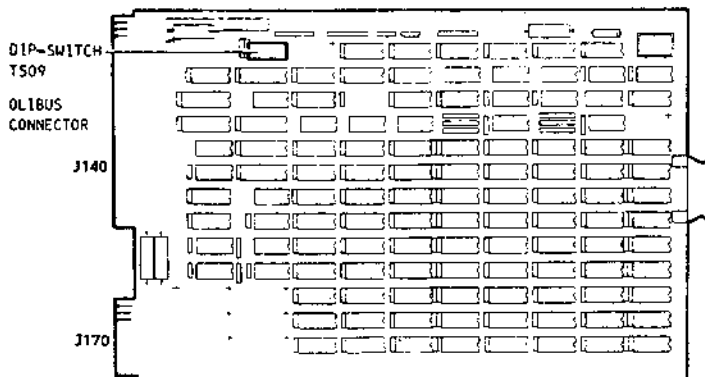 DIP-SWITCH
TS09
OLIBUS
CONNECTOR
J140
J170